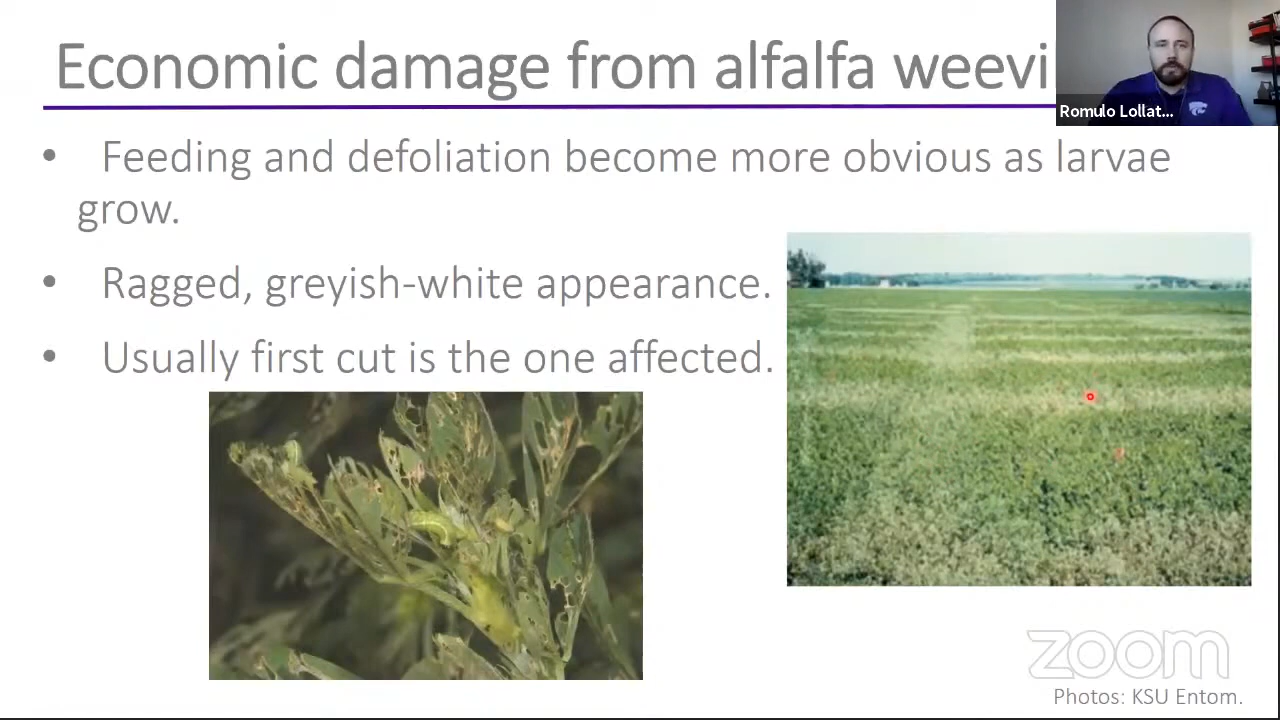 Economic damage from alfalfa weevi
Romulo Lollat...
• Feeding and defoliation become more obvious as larvae
grow.
• Ragged, greyish-white appearance.
• Usually first cut is the one affected.
zoom
Photos: KSU Entom.